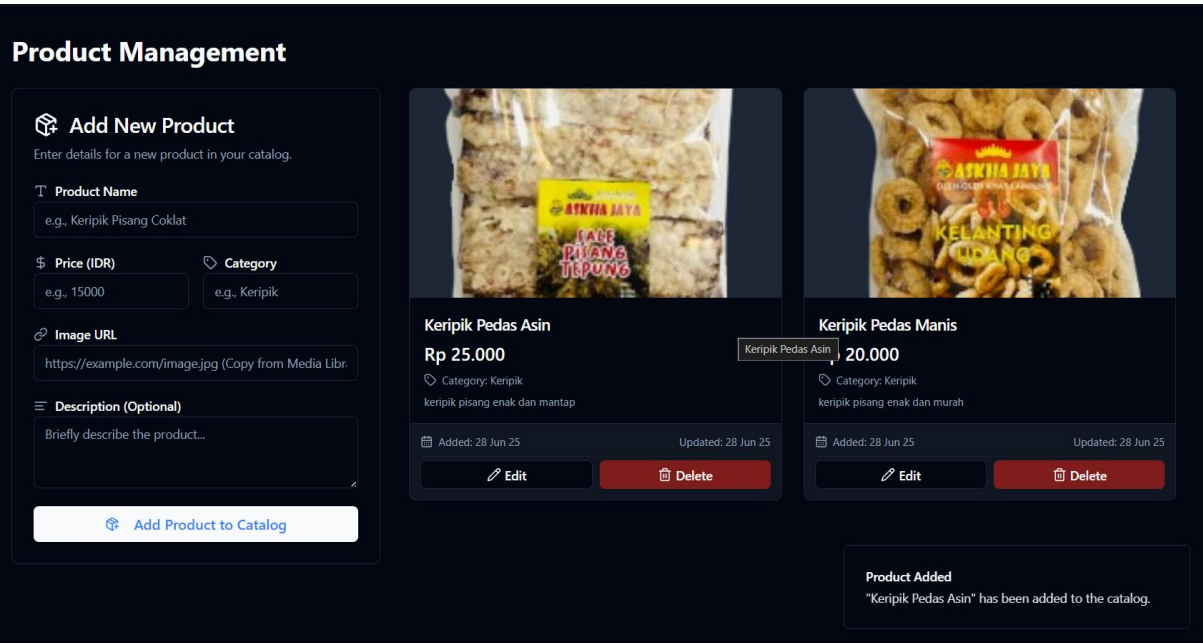 Product Management
Add New Product
Enter details for a new product in your catalog.
Product Name
e.g., Keripik Pisang Coklat
Price (IDR)
Category
e.g., 15000
e.g., Keripik
Image URL
https://example.com/image.jpg (Copy from Media Libr
Description (Optional)
Briefly describe the product...
Add Product to Catalog
ASKHA JAYA
SALE
PISANG
TEPUNG
Keripik Pedas Asin
Rp 25.000
Category: Keripik
keripik pisang enak dan mantap
Added: 28 Jun 25
Updated: 28 Jun 25
Edit
Delete
ASKHA JAYA
OLEH-OLEH KHAS LAMPUNG
KELANTING
UDANG
Keripik Pedas Manis
Keripik Pedas Asin
20.000
Category: Keripik
keripik pisang enak dan murah
Added: 28 Jun 25
Updated: 28 Jun 25
Edit
Delete
Product Added
"Keripik Pedas Asin" has been added to the catalog.